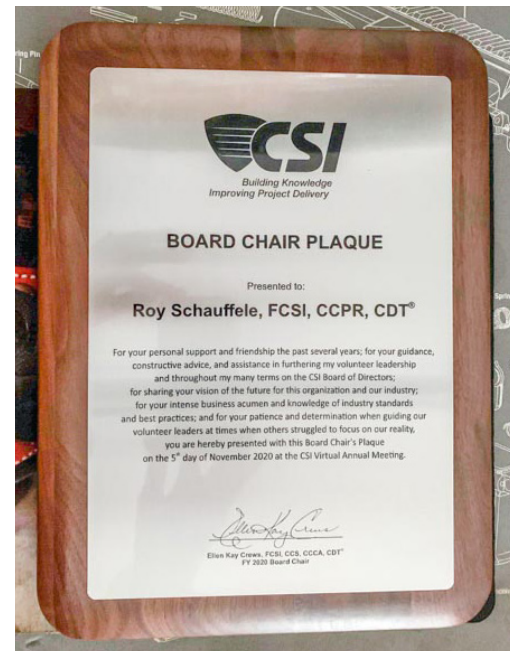 CSI
Building Knowledge
Improving Project Delivery
BOARD CHAIR PLAQUE
Presented to:
Roy Schauffele, FCSI, CCPR, CDT®
For your personal support and friendship the past several years; for your guidance,
constructive advice, and assistance in furthering my volunteer leadership
and throughout my many terms on the CSI Board of Directors;
for sharing your vision of the future for this organization and our industry;
for your intense business acumen and knowledge of industry standards
and best practices; and for your patience and determination when guiding our
volunteer leaders at times when others struggled to focus on our reality,
you are hereby presented with this Board Chair's Plaque
on the 5th day of November 2020 at the CSI Virtual Annual Meeting.
Ellen Kay Crews
Ellen Kay Crews, FCSI, CCS, CCCA, CDT®
FY 2020 Board Chair